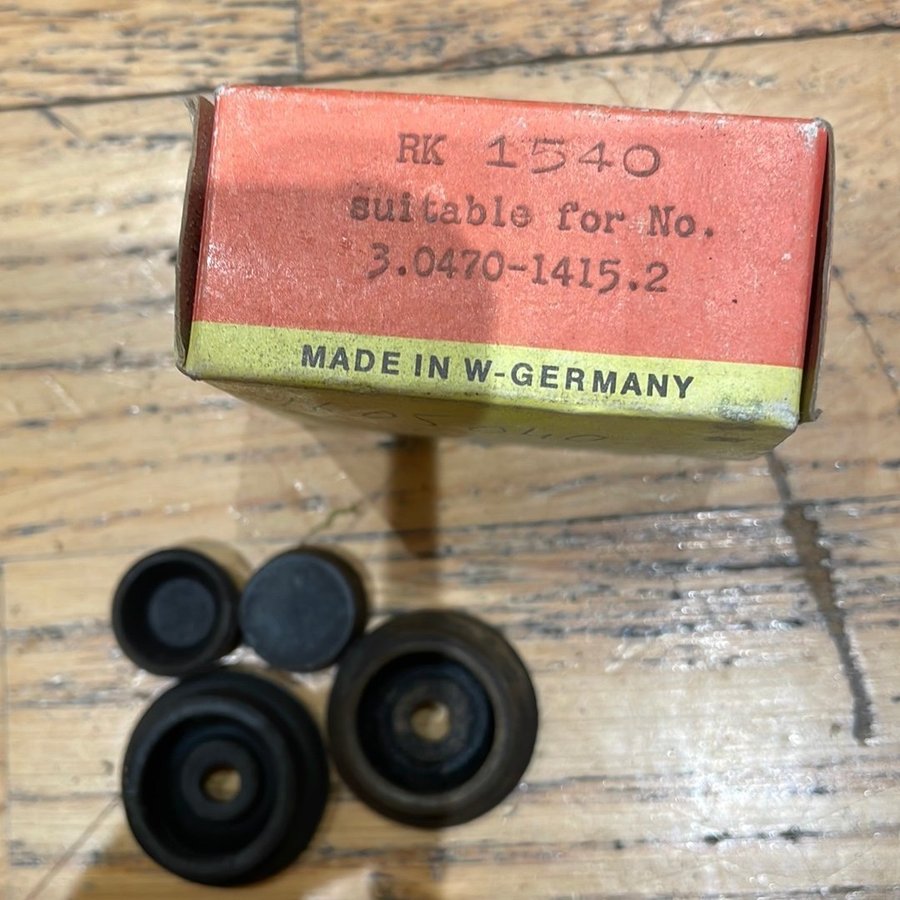 RK 1540
suitable for No.
3.0470-1415.2
MADE IN W-GERMANY